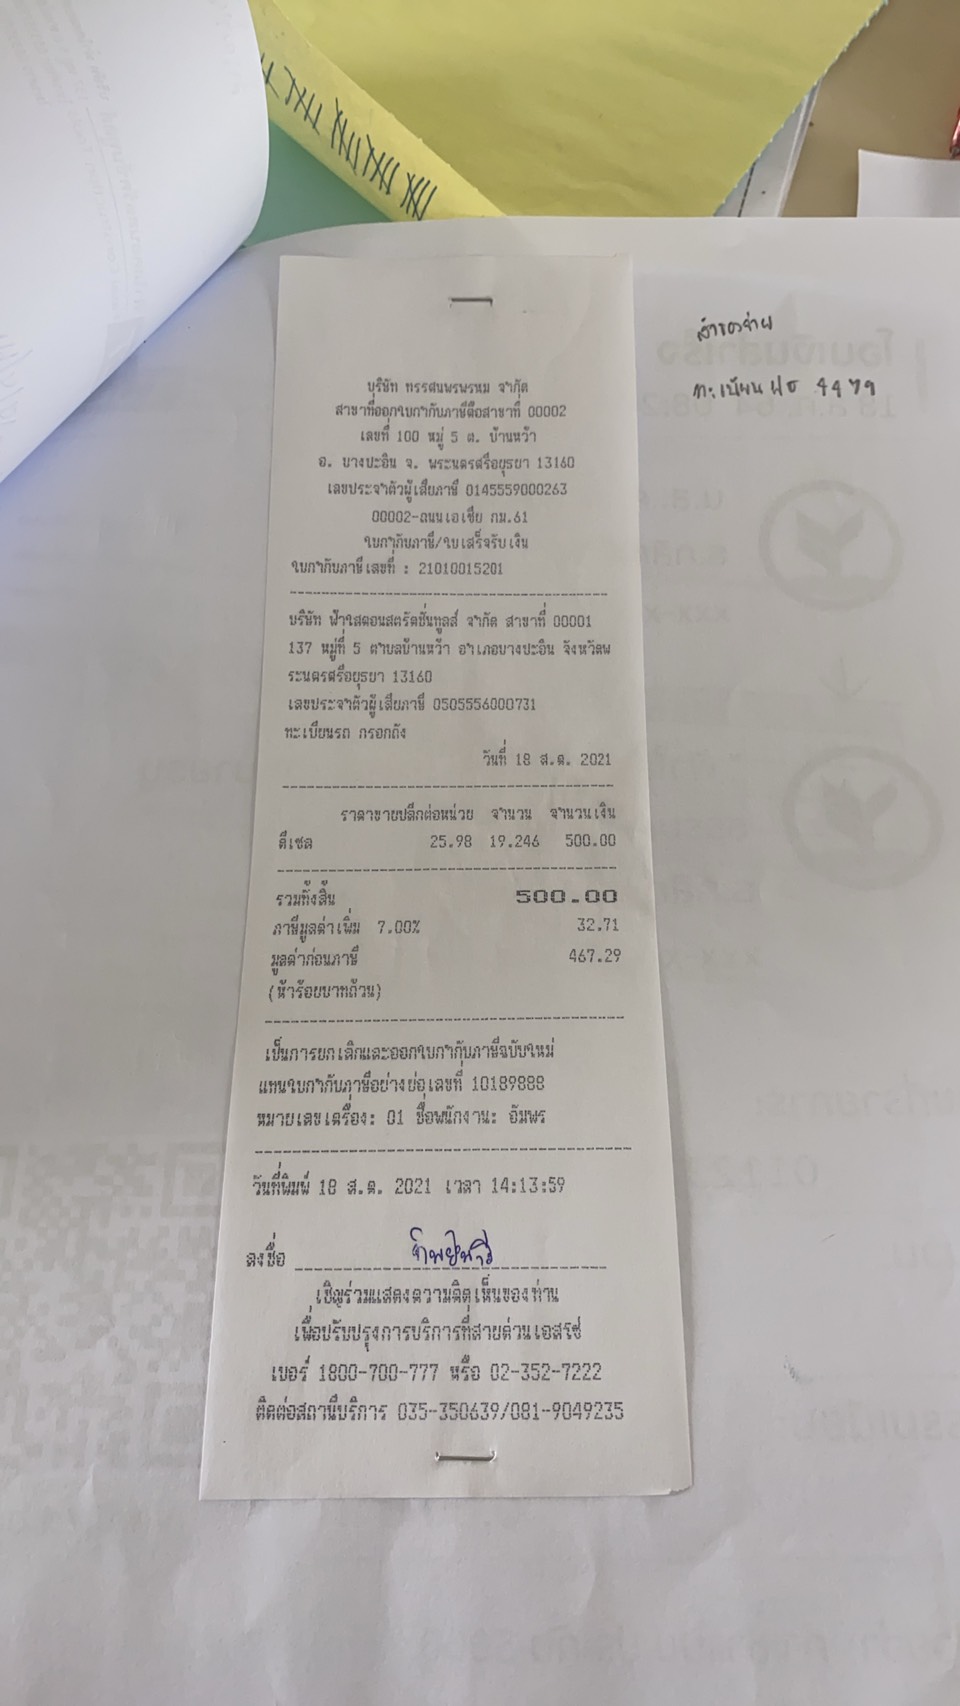 สำรองจ่าย
ทะเบียนรถ 4479
บริษัท ทรรศนพรพรหม จำกัด
สาขาที่ออกใบกำกับภาษีคือสาขาที่ 00002
เลขที่ 100 หมู่ 5 ต. บ้านหว้า
อ. บางปะอิน จ. พระนครศรีอยุธยา 13160
เลขประจำตัวผู้เสียภาษี 0145559000263
00002-ถนนเอเชีย กม.61
ใบกำกับภาษี/ใบเสร็จรับเงิน
ใบกำกับภาษีเลขที่ : 21010015201
บริษัท ฟ้าใสคอนสตรัคชั่นทูลส์ จำกัด สาขาที่ 00001
137 หมู่ที่ 5 ตำบลบ้านหว้า อำเภอบางปะอิน จังหวัดพ
ระนครศรีอยุธยา 13160
เลขประจำตัวผู้เสียภาษี 0505556000731
ทะเบียนรถ กรอกถัง
วันที่ 18 ส.ค. 2021
ราคาขายปลีกต่อหน่วย จำนวน จำนวนเงิน
ดีเซล 25.98 19.246 500.00
รวมทั้งสิ้น 500.00
ภาษีมูลค่าเพิ่ม 7.00% 32.71
มูลค่าก่อนภาษี 467.29
(ห้าร้อยบาทถ้วน)
เป็นการยกเลิกและออกใบกำกับภาษีฉบับใหม่
แทนใบกำกับภาษีอย่างย่อเลขที่ 10189888
หมายเลขเครื่อง: 01 ชื่อพนักงาน: อัมพร
วันที่พิมพ์ 18 ส.ค. 2021 เวลา 14:13:59
ลงชื่อ
เชิญร่วมแสดงความคิดเห็นของท่าน
เพื่อปรับปรุงการบริการที่สายด่วนเอสโซ่
เบอร์ 1800-700-777 หรือ 02-352-7222
ติดต่อสถานีบริการ 035-350639/081-9049235